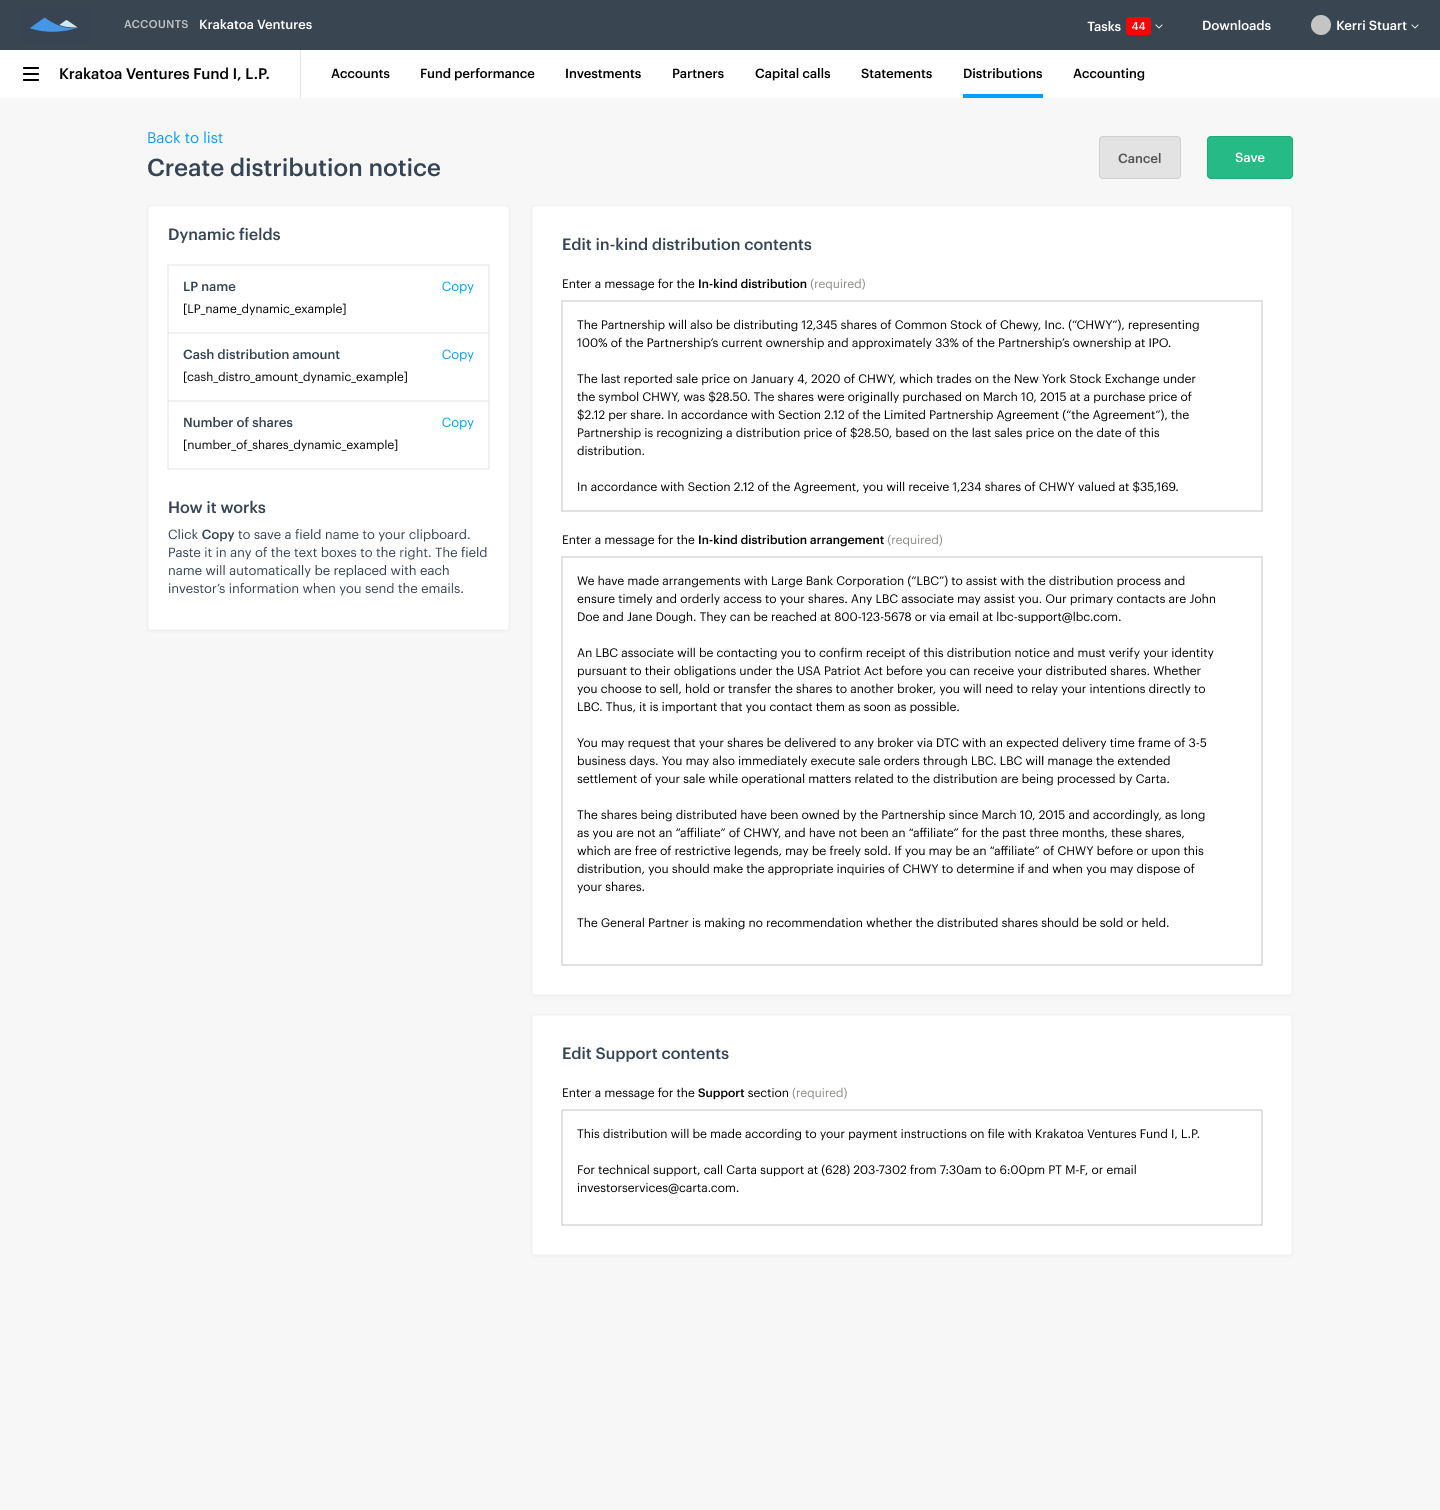 ACCOUNTS Krakatoa Ventures
Tasks 44
Downloads
Kerri Stuart
Krakatoa Ventures Fund I, L.P.
Accounts
Fund performance
Investments
Partners
Capital calls
Statements
Distributions
Accounting
Back to list
Create distribution notice
Cancel
Save
Dynamic fields
LP name
Copy
[LP_name_dynamic_example]
Cash distribution amount
Copy
[cash_distro_amount_dynamic_example]
Number of shares
Copy
[number_of_shares_dynamic_example]
How it works
Click Copy to save a field name to your clipboard.
Paste it in any of the text boxes to the right. The field
name will automatically be replaced with each
investor’s information when you send the emails.
Edit in-kind distribution contents
Enter a message for the In-kind distribution (required)
The Partnership will also be distributing 12,345 shares of Common Stock of Chewy, Inc. (“CHWY”), representing
100% of the Partnership’s current ownership and approximately 33% of the Partnership’s ownership at IPO.
The last reported sale price on January 4, 2020 of CHWY, which trades on the New York Stock Exchange under
the symbol CHWY, was $28.50. The shares were originally purchased on March 10, 2015 at a purchase price of
$2.12 per share. In accordance with Section 2.12 of the Limited Partnership Agreement (“the Agreement”), the
Partnership is recognizing a distribution price of $28.50, based on the last sales price on the date of this
distribution.
In accordance with Section 2.12 of the Agreement, you will receive 1,234 shares of CHWY valued at $35,169.
Enter a message for the In-kind distribution arrangement (required)
We have made arrangements with Large Bank Corporation (“LBC”) to assist with the distribution process and
ensure timely and orderly access to your shares. Any LBC associate may assist you. Our primary contacts are John
Doe and Jane Dough. They can be reached at 800-123-5678 or via email at lbc-support@lbc.com.
An LBC associate will be contacting you to confirm receipt of this distribution notice and must verify your identity
pursuant to their obligations under the USA Patriot Act before you can receive your distributed shares. Whether
you choose to sell, hold or transfer the shares to another broker, you will need to relay your intentions directly to
LBC. Thus, it is important that you contact them as soon as possible.
You may request that your shares be delivered to any broker via DTC with an expected delivery time frame of 3-5
business days. You may also immediately execute sale orders through LBC. LBC will manage the extended
settlement of your sale while operational matters related to the distribution are being processed by Carta.
The shares being distributed have been owned by the Partnership since March 10, 2015 and accordingly, as long
as you are not an “affiliate” of CHWY, and have not been an “affiliate” for the past three months, these shares,
which are free of restrictive legends, may be freely sold. If you may be an “affiliate” of CHWY before or upon this
distribution, you should make the appropriate inquiries of CHWY to determine if and when you may dispose of
your shares.
The General Partner is making no recommendation whether the distributed shares should be sold or held.
Edit Support contents
Enter a message for the Support section (required)
This distribution will be made according to your payment instructions on file with Krakatoa Ventures Fund I, L.P.
For technical support, call Carta support at (628) 203-7302 from 7:30am to 6:00pm PT M-F, or email
investorservices@carta.com.